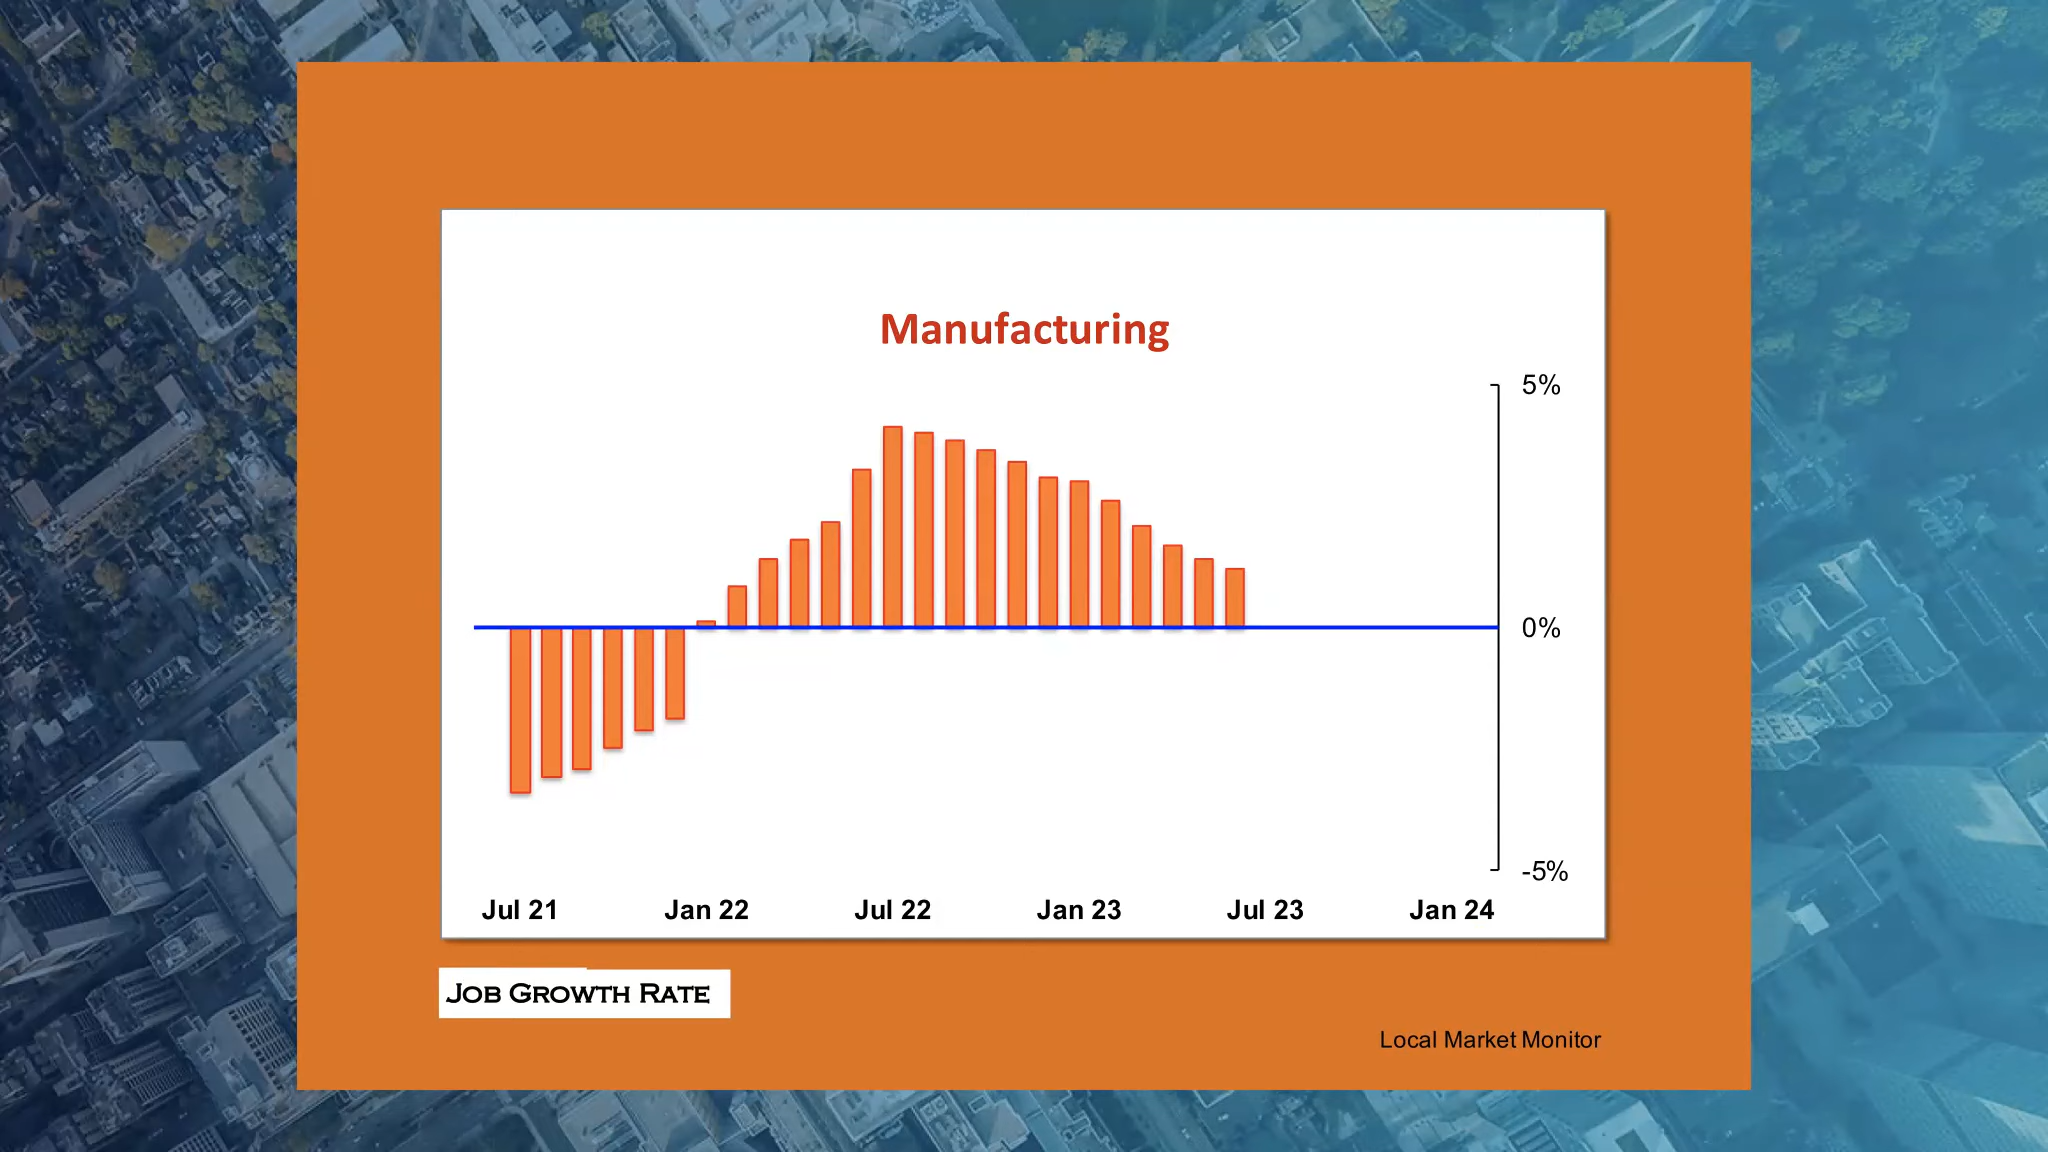 Manufacturing
5%
0%
-5%
Jul 21 Jan 22 Jul 22 Jan 23 Jul 23 Jan 24
JOB GROWTH RATE
Local Market Monitor